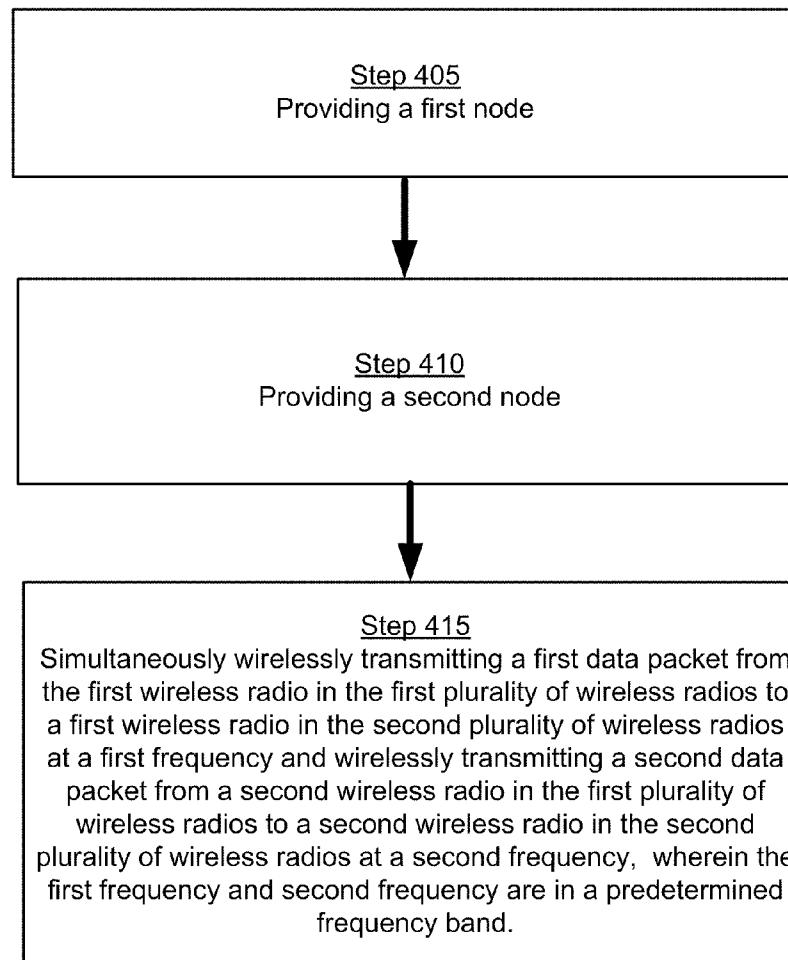 Step 405
Providing a first node
Step 410
Providing a second node
Step 415
Simultaneously wirelessly transmitting a first data packet from
the first wireless radio in the first plurality of wireless radios to
a first wireless radio in the second plurality of wireless radios
at a first frequency and wirelessly transmitting a second data
packet from a second wireless radio in the first plurality of
wireless radios to a second wireless radio in the second
plurality of wireless radios at a second frequency, wherein the
first frequency and second frequency are in a predetermined
frequency band.